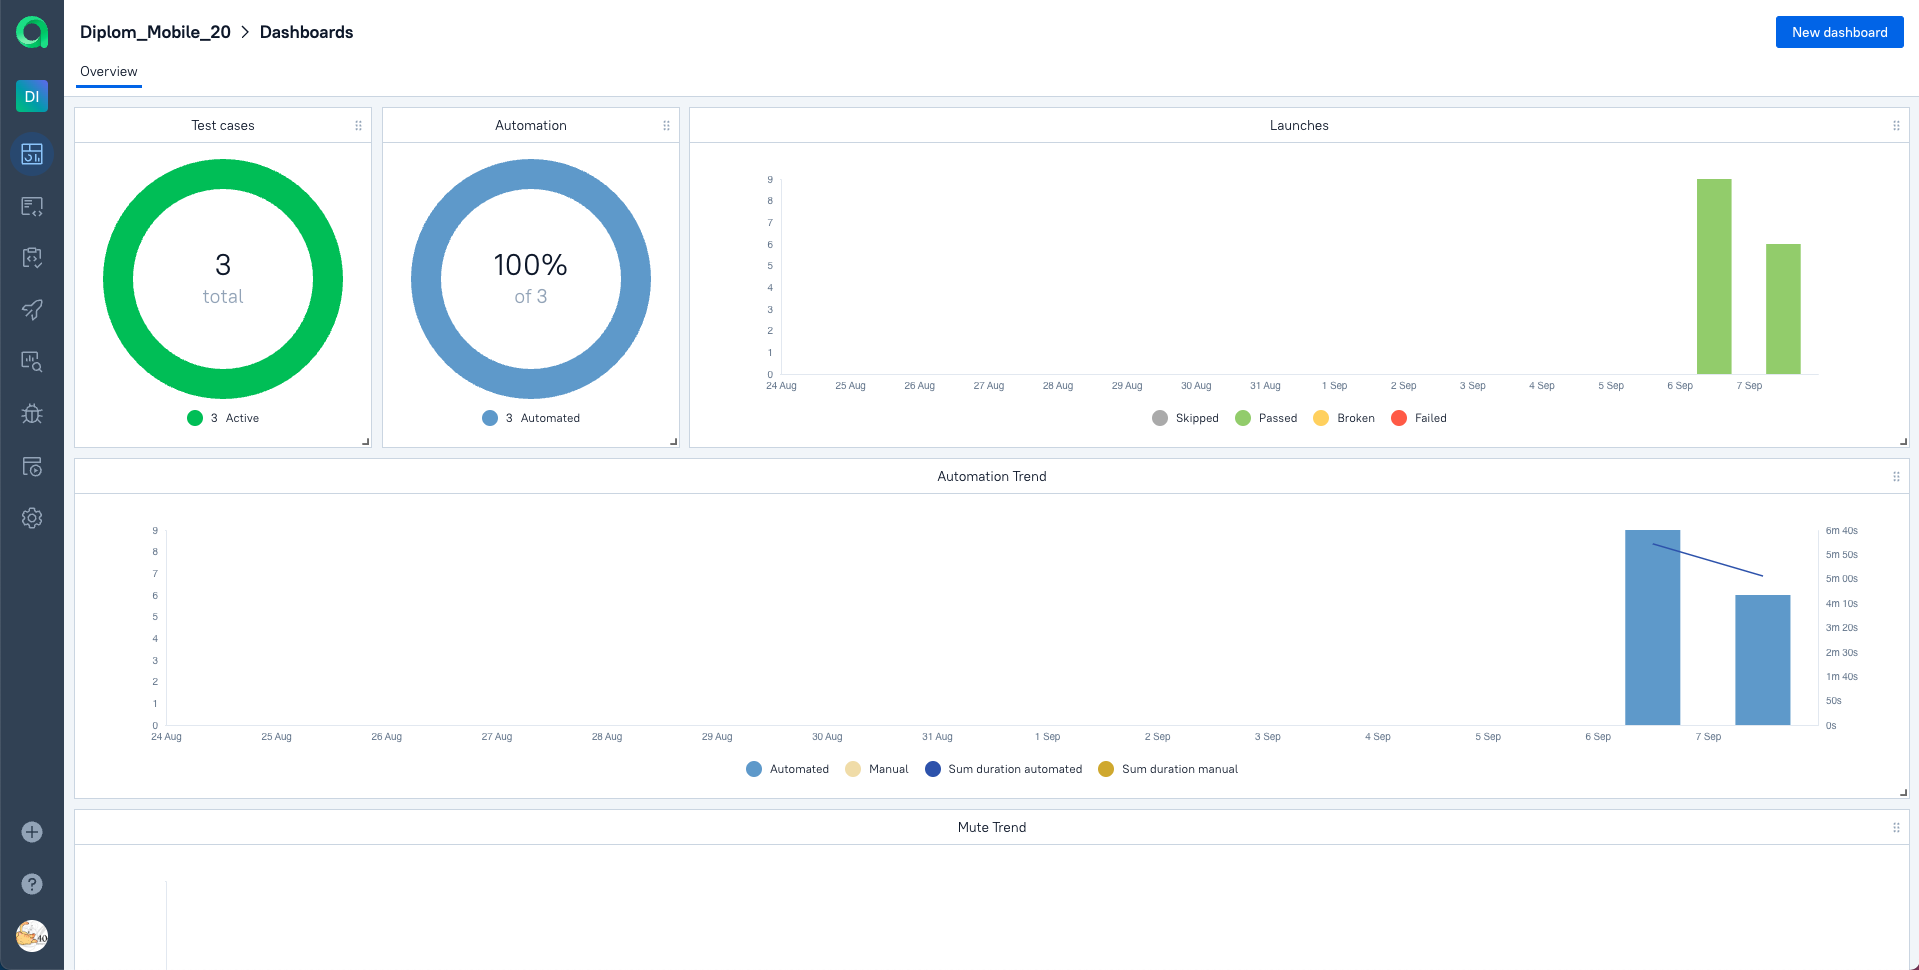 Diplom_Mobile_20 > Dashboards
New dashboard
DI
Overview
Test cases
3
total
3 Active
Automation
100%
of 3
3 Automated
Launches
9
8
7
6
5
4
3
2
1
0
24 Aug 25 Aug 26 Aug 27 Aug 28 Aug 29 Aug 30 Aug 31 Aug 1 Sep 2 Sep 3 Sep 4 Sep 5 Sep 6 Sep 7 Sep
Skipped Passed Broken Failed
Automation Trend
9
8
7
6
5
4
3
2
1
0
6m 40s
5m 50s
5m 00s
4m 10s
3m 20s
2m 30s
1m 40s
50s
0s
24 Aug 25 Aug 26 Aug 27 Aug 28 Aug 29 Aug 30 Aug 31 Aug 1 Sep 2 Sep 3 Sep 4 Sep 5 Sep 6 Sep 7 Sep
Automated Manual Sum duration automated Sum duration manual
Mute Trend
?
40